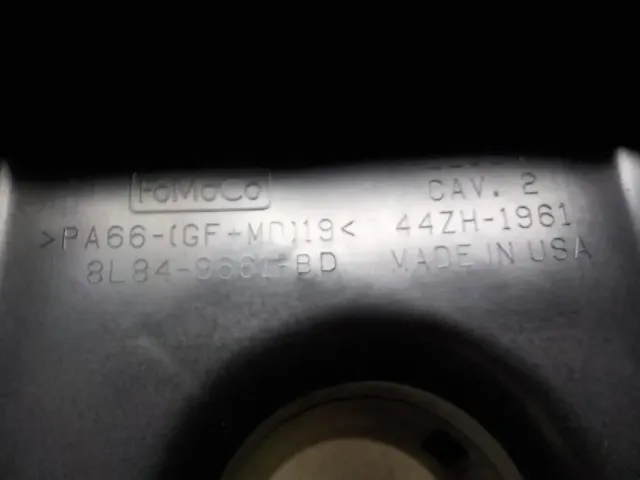 FoMoCo
CAV. 2
>PA66-(GF+MD)19<
44ZH-1961
8L84-9661-BD
MADE IN USA